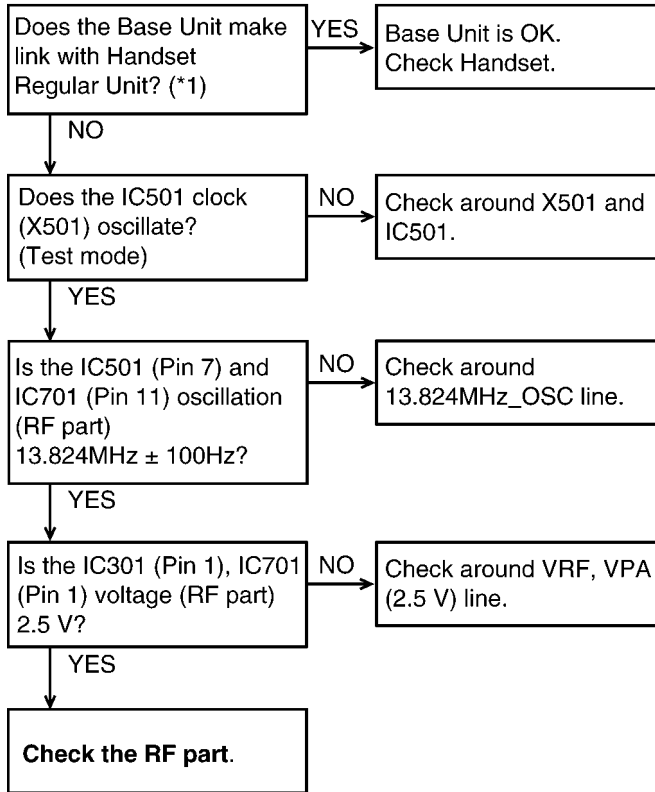 Does the Base Unit make
link with Handset
Regular Unit? (*1)
YES
Base Unit is OK.
Check Handset.
NO
Does the IC501 clock
(X501) oscillate?
(Test mode)
NO
Check around X501 and
IC501.
YES
Is the IC501 (Pin 7) and
IC701 (Pin 11) oscillation
(RF part)
13.824MHz ± 100Hz?
NO
Check around
13.824MHz_OSC line.
YES
Is the IC301 (Pin 1), IC701
(Pin 1) voltage (RF part)
2.5 V?
NO
Check around VRF, VPA
(2.5 V) line.
YES
Check the RF part.